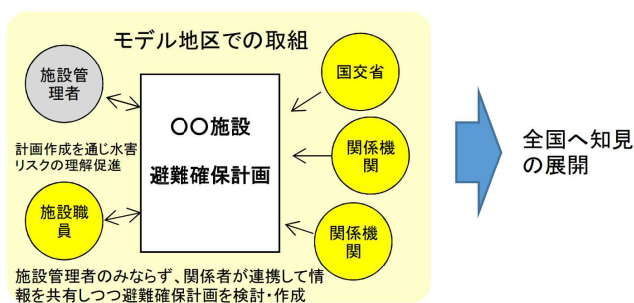 モデル地区での取組
施設管
理者
国交省
〇〇施設
避難確保計画
計画作成を通じ水害
リスクの理解促進
関係機
関
施設職
員
関係機
関
施設管理者のみならず、関係者が連携して情
報を共有しつつ避難確保計画を検討・作成
全国へ知見
の展開